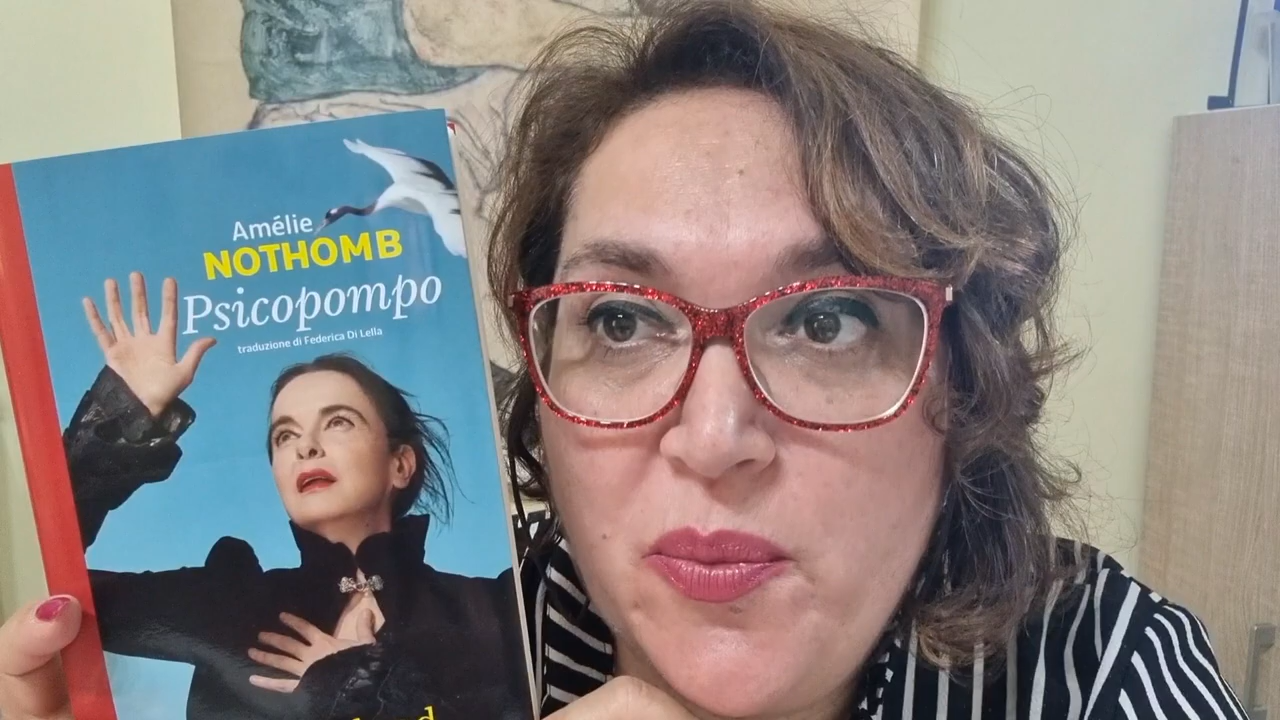 Amélie
NOTHOMB
Psicopompo
traduzione di Federica Di Lella